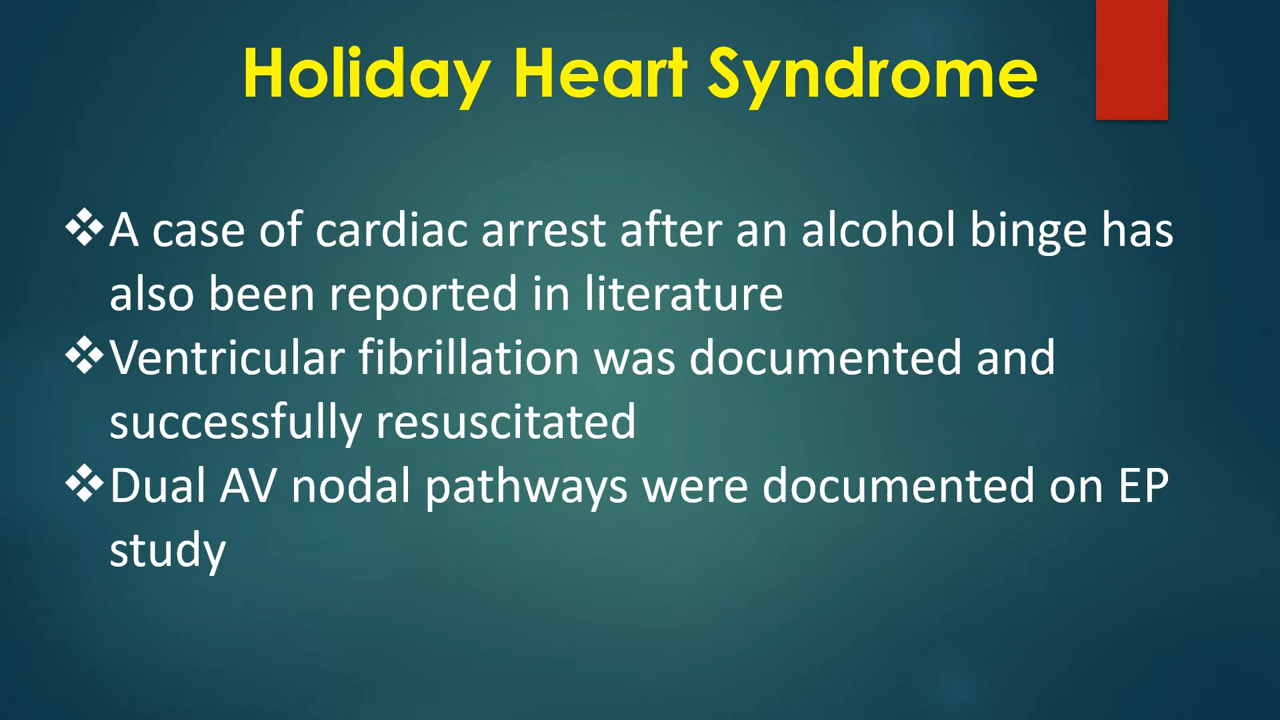 Holiday Heart Syndrome
❖A case of cardiac arrest after an alcohol binge has
also been reported in literature
❖Ventricular fibrillation was documented and
successfully resuscitated
❖Dual AV nodal pathways were documented on EP
study